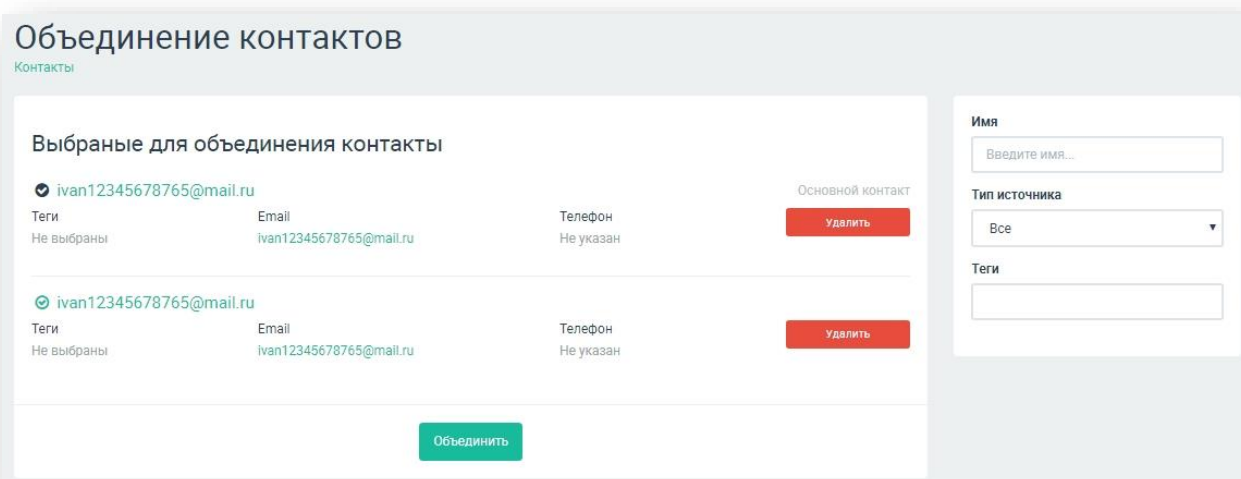 Объединение контактов
Контакты
Выбраные для объединения контакты
ivan12345678765@mail.ru
Основной контакт
Теги Email Телефон
Удалить
Не выбраны ivan12345678765@mail.ru Не указан
ivan12345678765@mail.ru
Теги Email Телефон
Удалить
Не выбраны ivan12345678765@mail.ru Не указан
Объединить
Имя
Введите имя...
Тип источника
Все
Теги